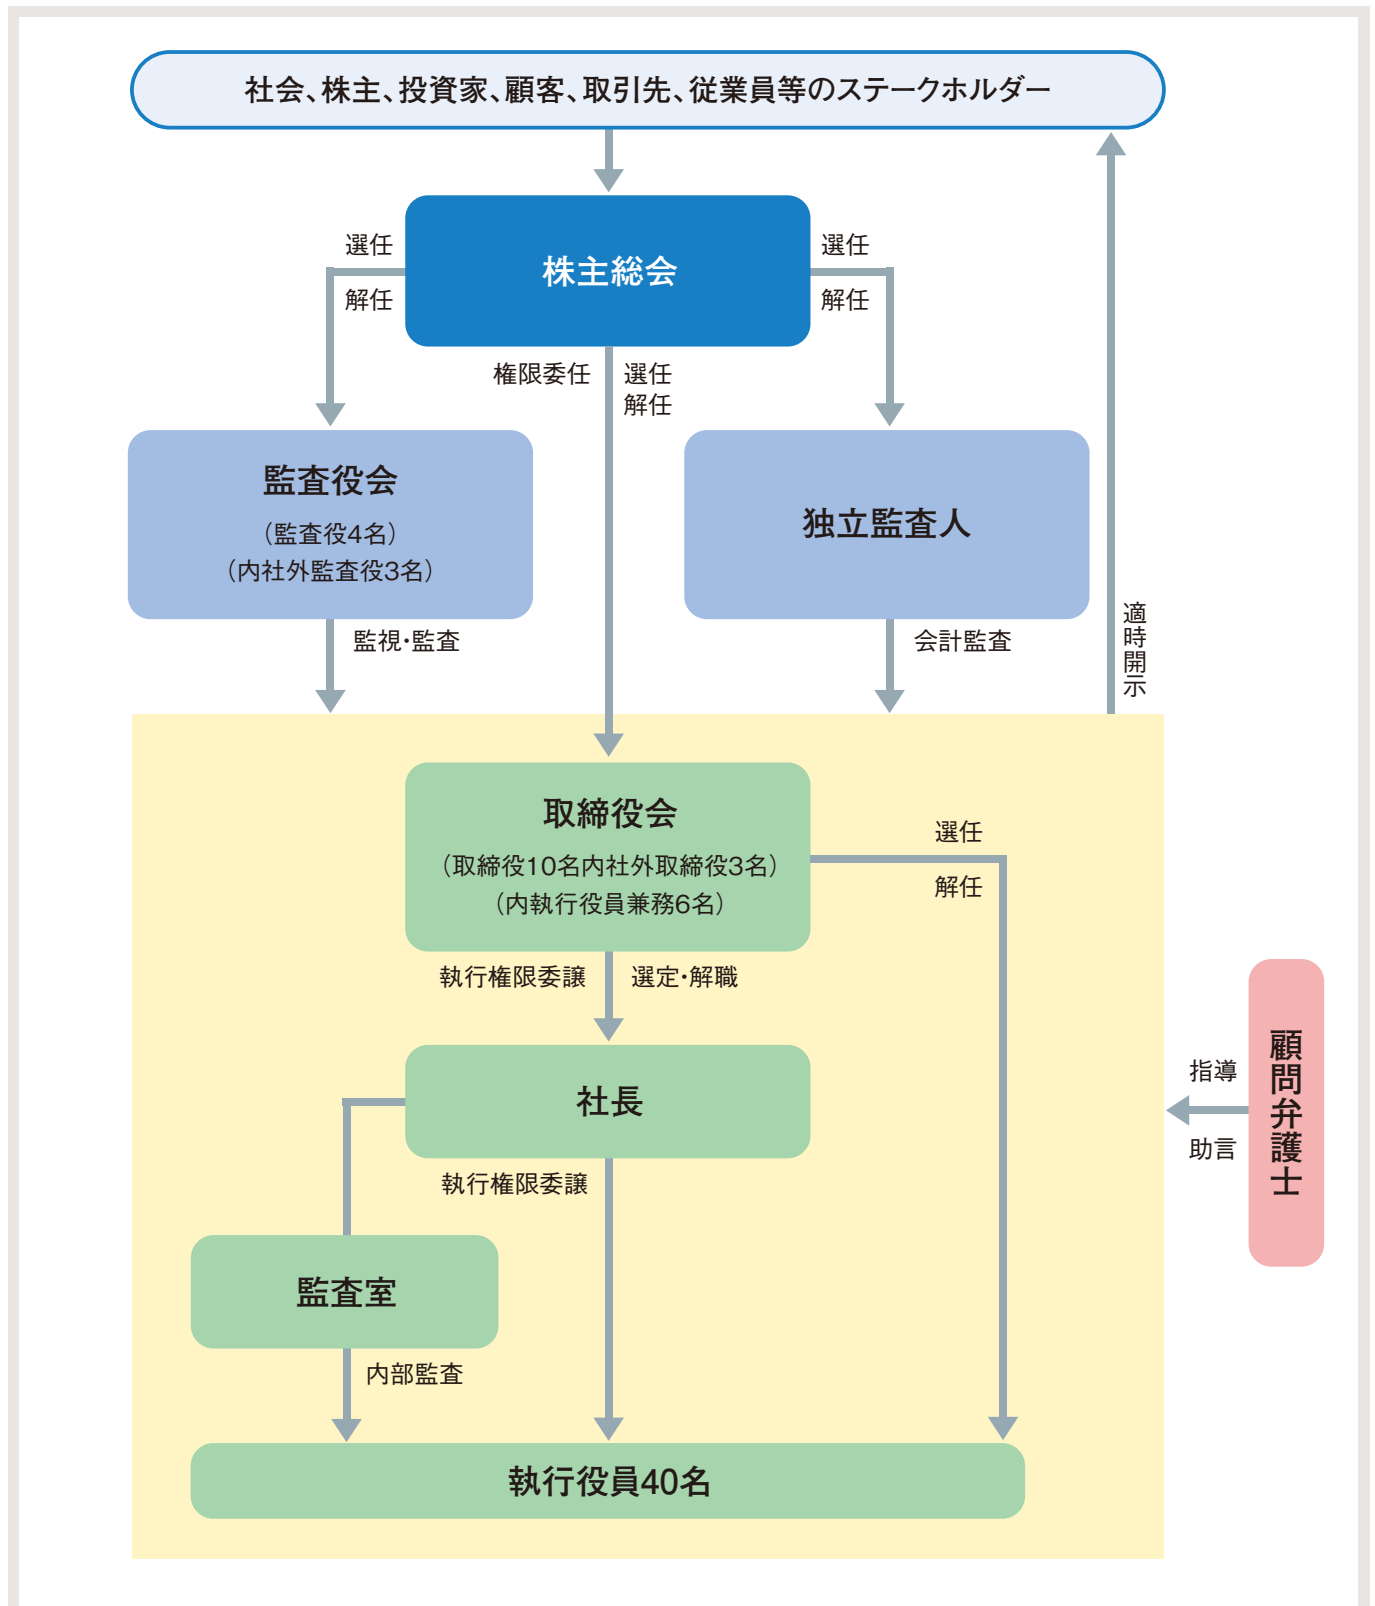 社会、株主、投資家、顧客、取引先、従業員等のステークホルダー
株主総会
選任
解任
選任
解任
権限委任
選任
解任
監査役会
（監査役4名）
（内社外監査役3名）
独立監査人
監視・監査
会計監査
適時開示
取締役会
（取締役10名内社外取締役3名）
（内執行役員兼務6名）
選任
解任
執行権限委譲
選定・解職
社長
執行権限委譲
指導
助言
顧問弁護士
監査室
内部監査
執行役員40名